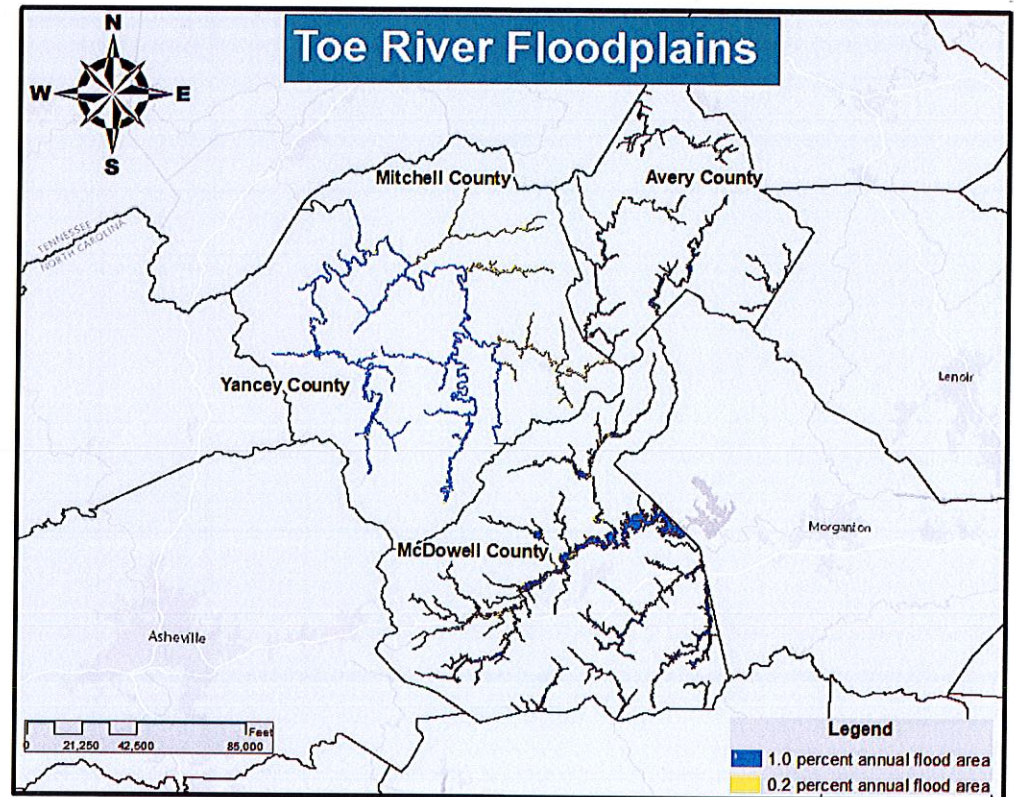 Toe River Floodplains
N
W E
S
Mitchell County
Avery County
TENNESSEE
NORTH CAROLINA
Yancey County
Lenoir
Morganton
McDowell County
Asheville
Feet
0 21,250 42,500 85,000
Legend
1.0 percent annual flood area
0.2 percent annual flood area